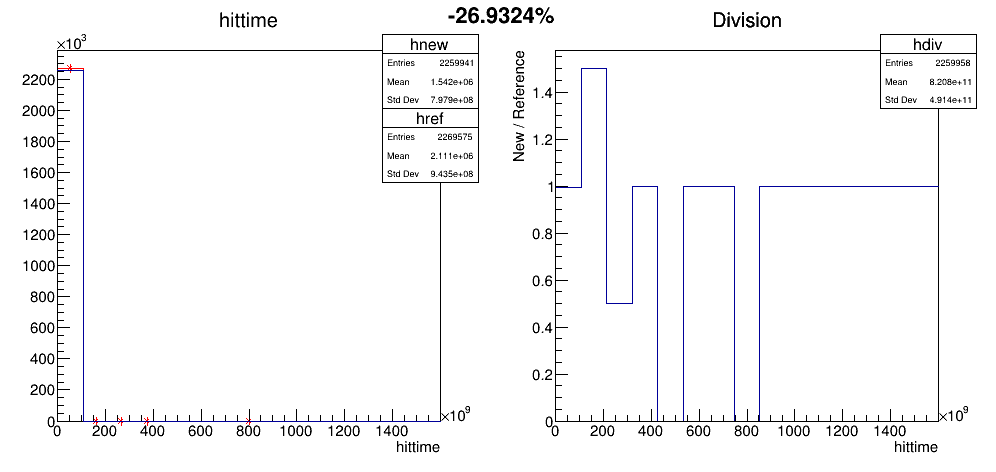 -26.9324%
hittime
×10³
hnew
Entries 2259941
Mean 1.542e+06
Std Dev 7.979e+08
href
Entries 2269575
Mean 2.111e+06
Std Dev 9.435e+08
2200
2000
1800
1600
1400
1200
1000
800
600
400
200
0
0 200 400 600 800 1000 1200 1400
×10⁹
hittime
Division
hdiv
Entries 2259958
Mean 8.208e+11
Std Dev 4.914e+11
New / Reference
1.4
1.2
1
0.8
0.6
0.4
0.2
0
0 200 400 600 800 1000 1200 1400
×10⁹
hittime